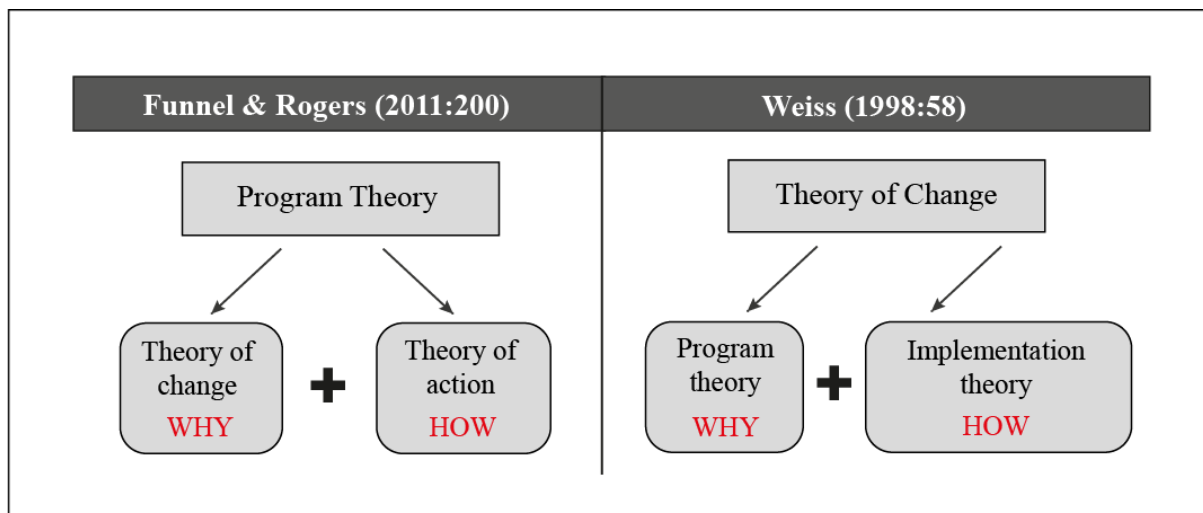 Funnel & Rogers (2011:200)
Weiss (1998:58)
Program Theory
Theory of change
WHY
Theory of action
HOW
Theory of Change
Program theory
WHY
Implementation theory
HOW